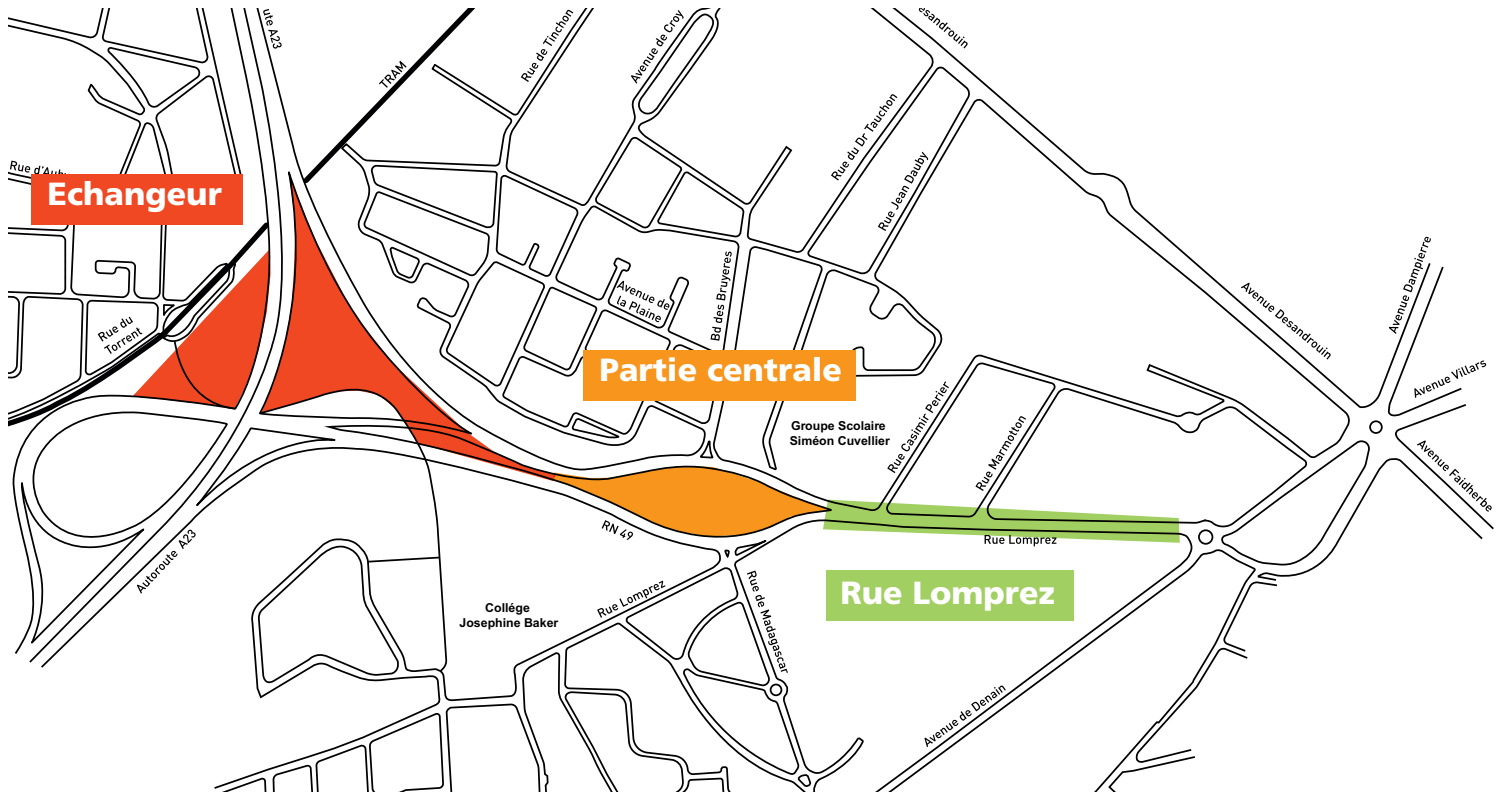 esandrouin
ute A23
TRAM
Rue de Tinchon
Avenue de Croy
Rue du Dr Tauchon
Rue Jean Dauby
Rue d'Aub
Echangeur
Avenue Dampierre
Avenue de
la Plaine
Bd des Bruyeres
Avenue Desandrouin
Rue du
Torrent
Partie centrale
Avenue Villars
Groupe Scolaire
Siméon Cuvellier
Rue Casimir Perier
Rue Marmotton
Avenue Faidherbe
RN 49
Rue Lomprez
Autoroute A23
Rue Lomprez
Rue Lomprez
Collége
Josephine Baker
Rue de Madagascar
Avenue de Denain